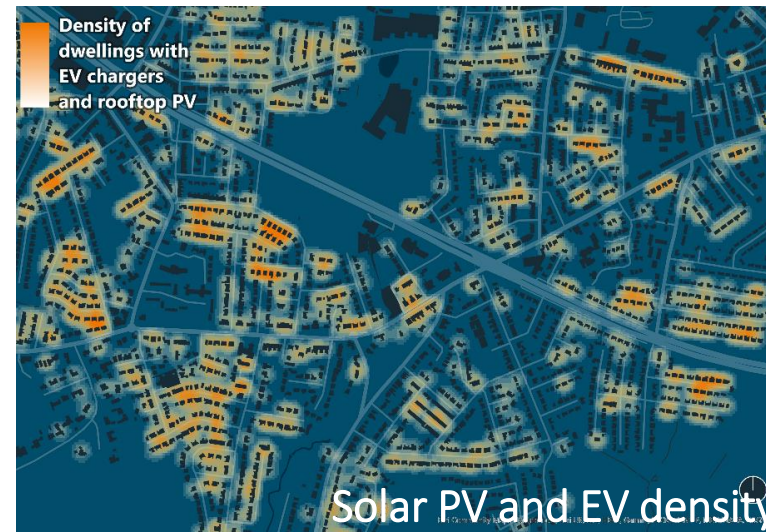 Density of
dwellings with
EV chargers
and rooftop PV
Solar PV and EV density